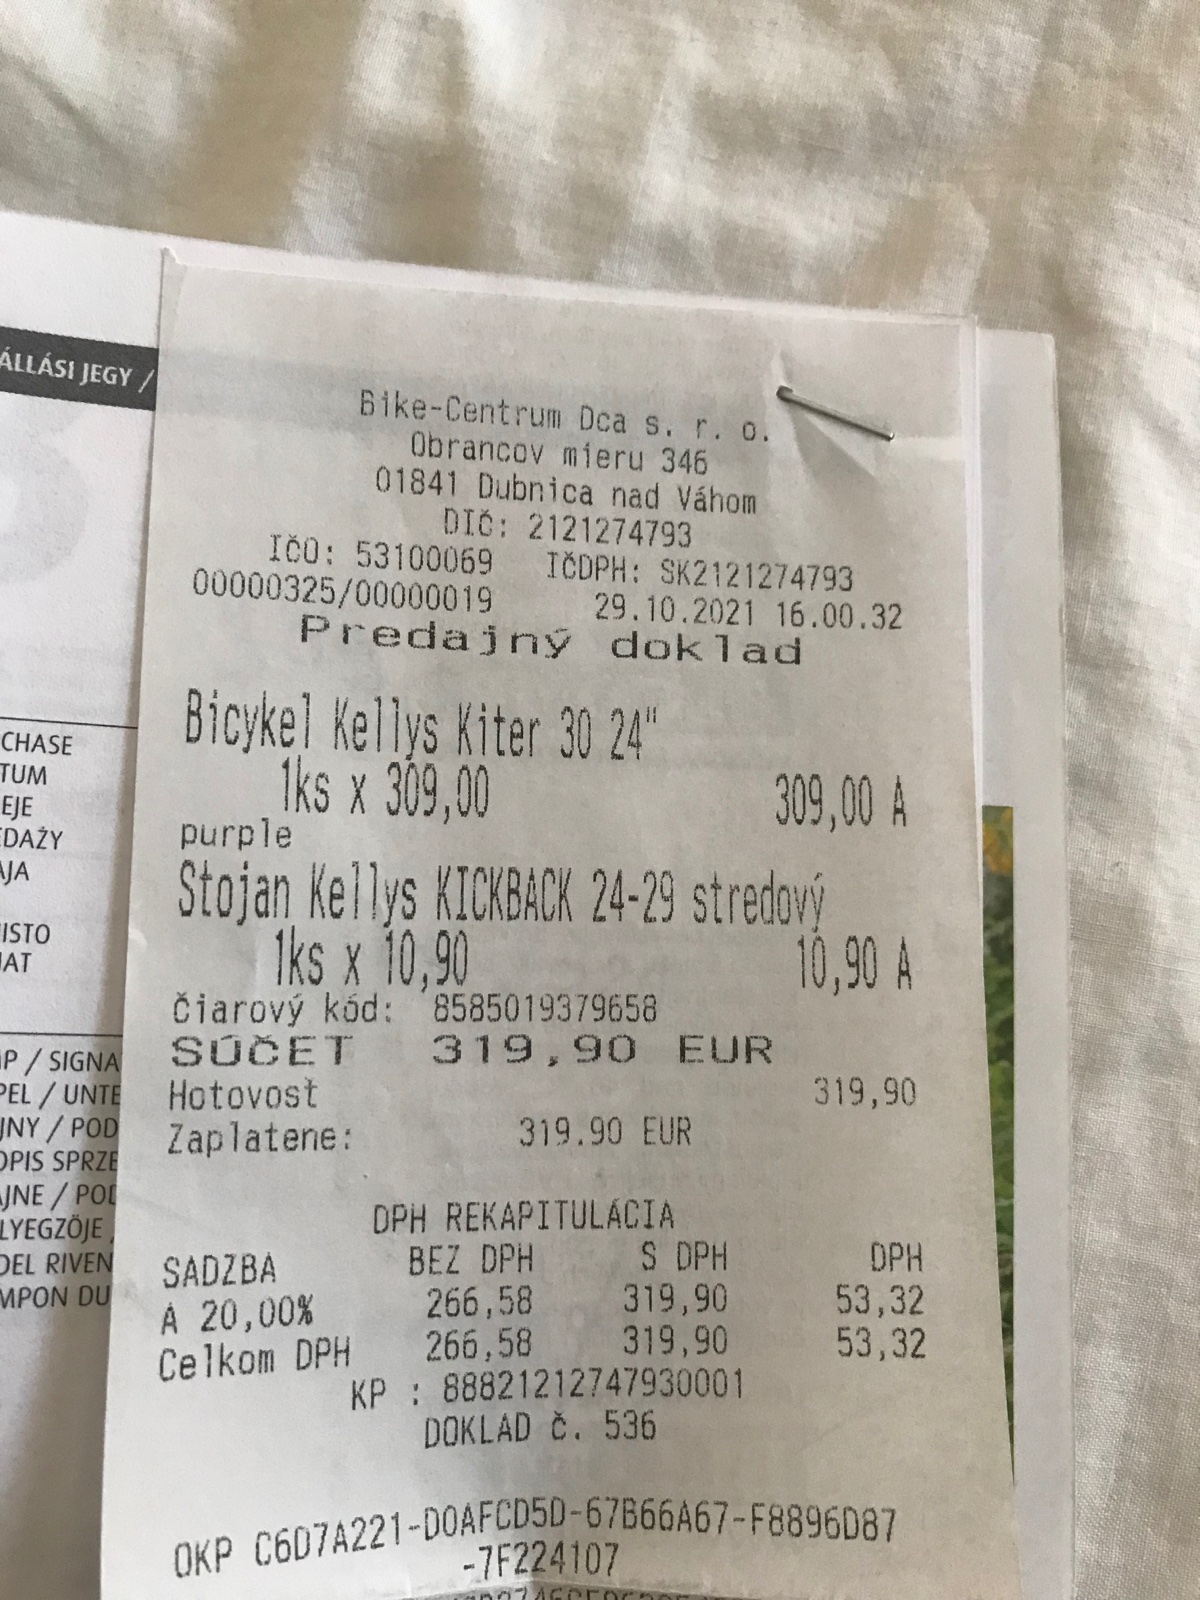 ÁLLÁSI JEGY /
Bike-Centrum Dca s. r. o.
Obrancov mieru 346
01841 Dubnica nad Váhom
DIČ: 2121274793
IČO: 53100069 IČDPH: SK2121274793
00000325/00000019 29.10.2021 16.00.32
Predajný doklad
Bicykel Kellys Kiter 30 24"
1ks x 309,00 309,00 A
purple
Stojan Kellys KICKBACK 24-29 stredový
1ks x 10,90 10,90 A
Čiarový kód: 8585019379658
SÚČET 319,90 EUR
Hotovosť 319,90
Zaplatene: 319.90 EUR
DPH REKAPITULÁCIA
SADZBA BEZ DPH S DPH DPH
A 20,00% 266,58 319,90 53,32
Celkom DPH 266,58 319,90 53,32
KP : 88821212747930001
DOKLAD č. 536
OKP C6D7A221-D0AFCD5D-67B66A67-F8896D87
-7F224107
CHASE
TUM
EJE
EDAŻY
AJA
ISTO
IAT
MP / SIGNA
PEL / UNTE
JNY / POD
OPIS SPRZE
AJNE / POD
LYEGZŐJE
DEL RIVEN
MPON DU